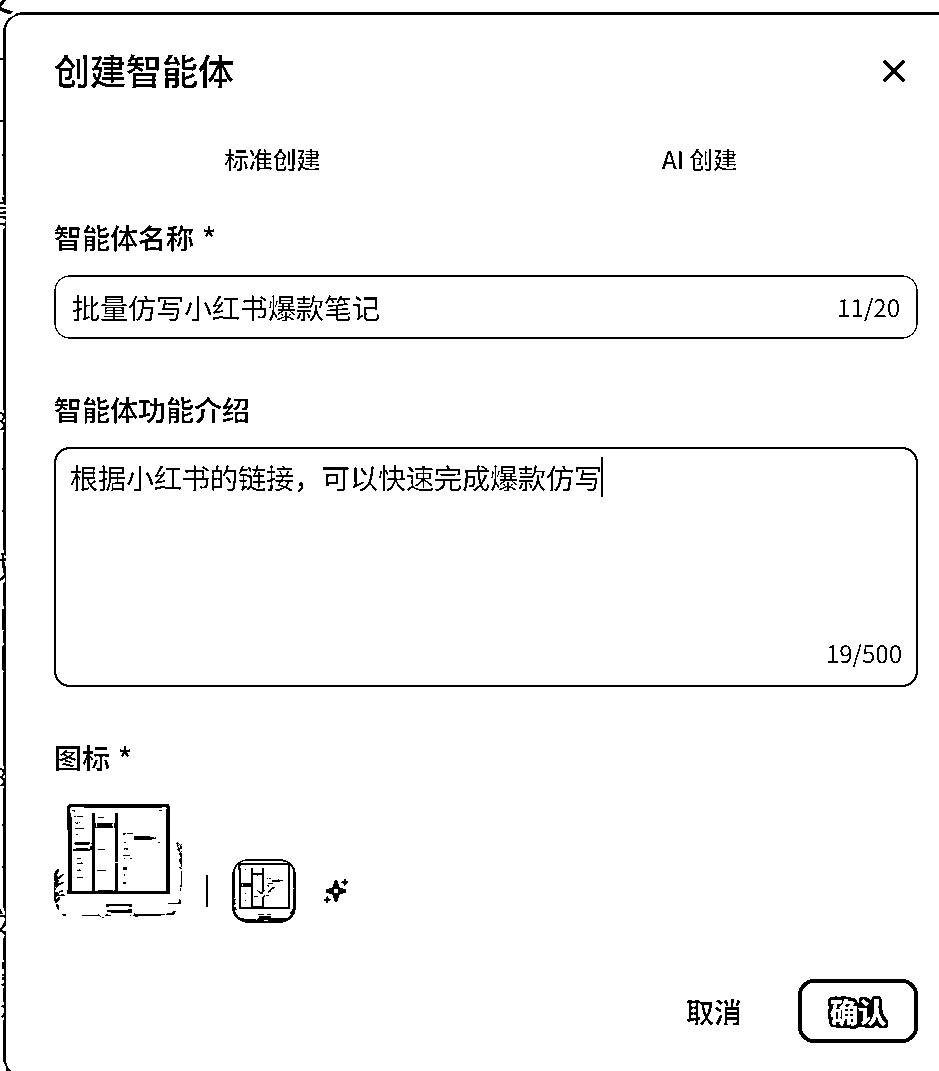 创建智能体
标准创建
AI 创建
智能体名称 *
批量仿写小红书爆款笔记
11/20
智能体功能介绍
根据小红书的链接，可以快速完成爆款仿写
19/500
图标 *
取消
确认